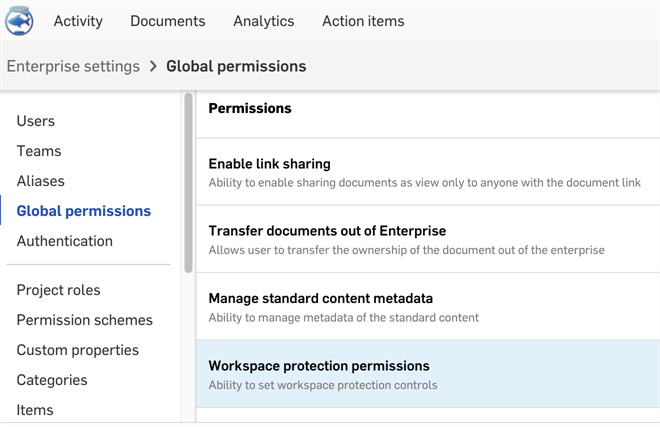 Activity Documents Analytics Action items
Enterprise settings > Global permissions
Users
Teams
Aliases
Global permissions
Authentication
Project roles
Permission schemes
Custom properties
Categories
Items
Permissions
Enable link sharing
Ability to enable sharing documents as view only to anyone with the document link
Transfer documents out of Enterprise
Allows user to transfer the ownership of the document out of the enterprise
Manage standard content metadata
Ability to manage metadata of the standard content
Workspace protection permissions
Ability to set workspace protection controls